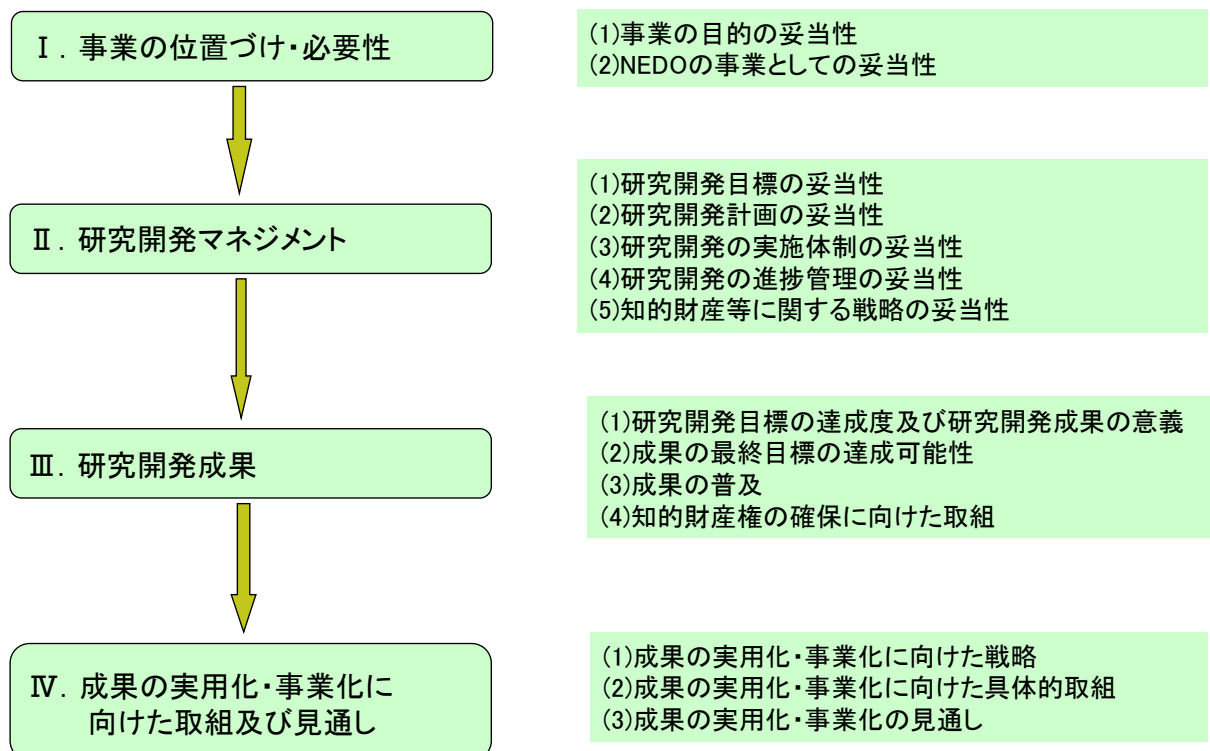 Ⅰ. 事業の位置づけ・必要性
(1)事業の目的の妥当性
(2)NEDOの事業としての妥当性
Ⅱ. 研究開発マネジメント
(1)研究開発目標の妥当性
(2)研究開発計画の妥当性
(3)研究開発の実施体制の妥当性
(4)研究開発の進捗管理の妥当性
(5)知的財産等に関する戦略の妥当性
Ⅲ. 研究開発成果
(1)研究開発目標の達成度及び研究開発成果の意義
(2)成果の最終目標の達成可能性
(3)成果の普及
(4)知的財産権の確保に向けた取組
Ⅳ. 成果の実用化・事業化に
向けた取組及び見通し
(1)成果の実用化・事業化に向けた戦略
(2)成果の実用化・事業化に向けた具体的取組
(3)成果の実用化・事業化の見通し